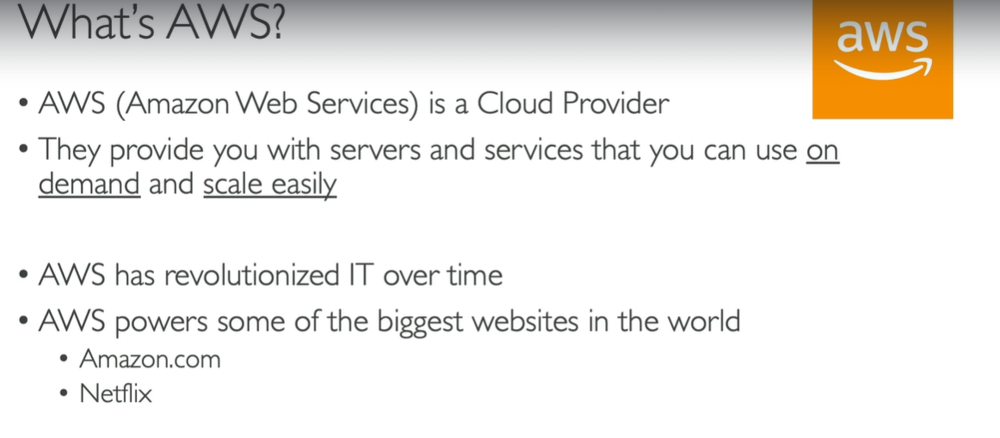 What's AWS?
aws
• AWS (Amazon Web Services) is a Cloud Provider
• They provide you with servers and services that you can use on
demand and scale easily
• AWS has revolutionized IT over time
• AWS powers some of the biggest websites in the world
• Amazon.com
• Netflix